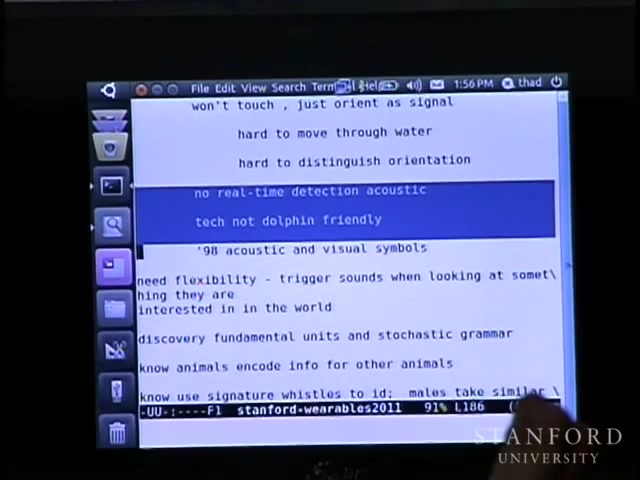 File Edit View Search 1:56 PM thad
won't touch , just orient as signal
hard to move through water
hard to distinguish orientation
no real-time detection acoustic
tech not dolphin friendly
'98 acoustic and visual symbols
need flexibility - trigger sounds when looking at somet\
hing they are
interested in in the world
discovery fundamental units and stochastic grammar
know animals encode info for other animals
know use signature whistles to id; males take similar \
-UU-:----F1 stanford-wearables2011 91% L186
STANFORD
UNIVERSITY